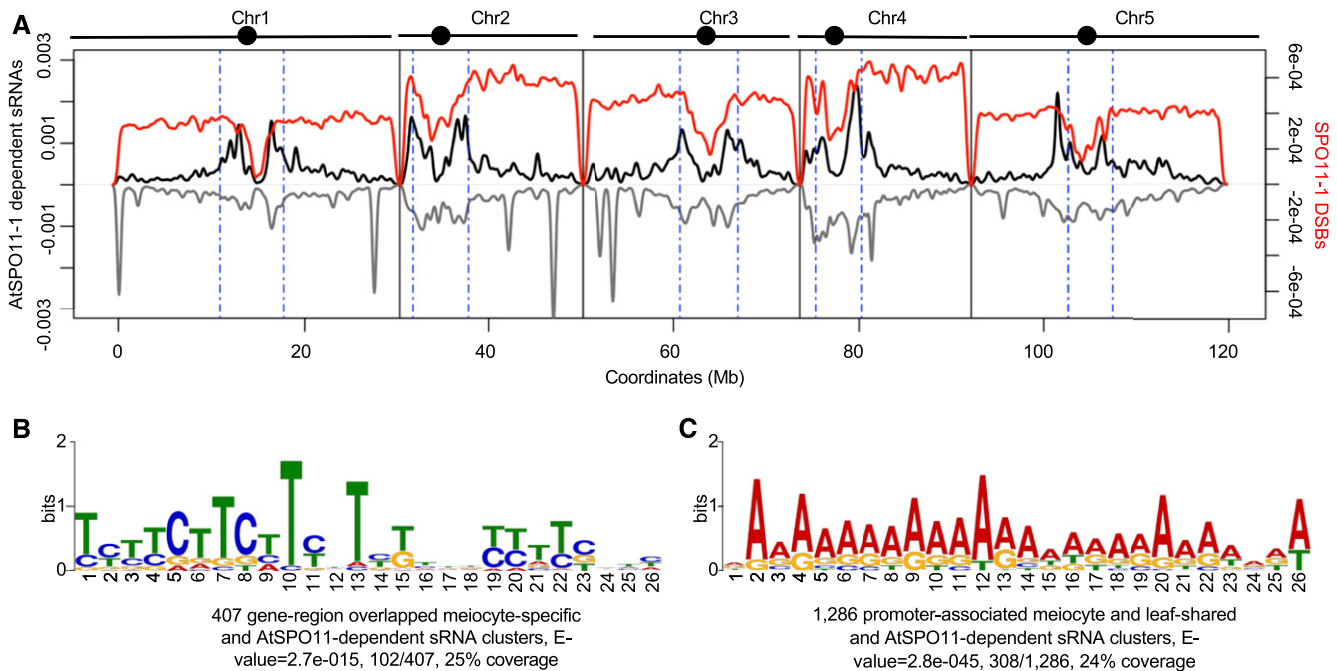 A
Chr1 Chr2 Chr3 Chr4 Chr5
AtSPO11-1 dependent sRNAs
0.003
0.0001
-0.001
-0.003
6e-04
2e-04
-2e-04
-6e-04
SPO11-1 DSBs
0 20 40 60 80 100 120
Coordinates (Mb)
B
2
1
0
bits
1 2 3 4 5 6 7 8 9 10 11 12 13 14 15 16 17 18 19 20 21 22 23 24 25 26
407 gene-region overlapped meiocyte-specific
and AtSPO11-dependent sRNA clusters, E-
value=2.7e-015, 102/407, 25% coverage
C
2
1
0
bits
1 2 3 4 5 6 7 8 9 10 11 12 13 14 15 16 17 18 19 20 21 22 23 24 25 26
1,286 promoter-associated meiocyte and leaf-shared
and AtSPO11-dependent sRNA clusters, E-
value=2.8e-045, 308/1,286, 24% coverage